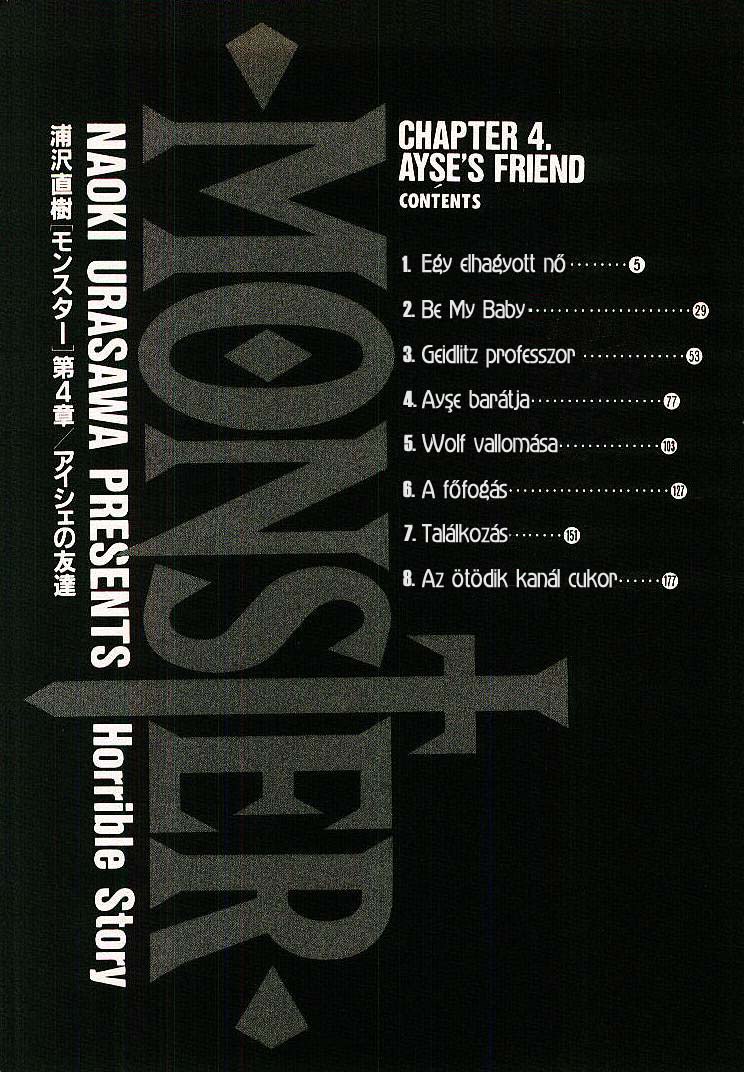 CHAPTER 4.
AYŞE'S FRIEND
CONTENTS
1. Egy elhagyott nő ········ 5
2. Be My Baby ······················ 29
3. Geidlitz professzor ·············· 53
4. Ayşe barátja ················· 77
5. Wolf vallomása ············· 103
6. A főfogás ····················· 127
7. Találkozás ········ 151
8. Az ötödik kanál cukor ······ 177
MONSTER
NAOKI URASAWA PRESENTS Horrible Story
浦沢直樹[モンスター]第4章/アイシェの友達